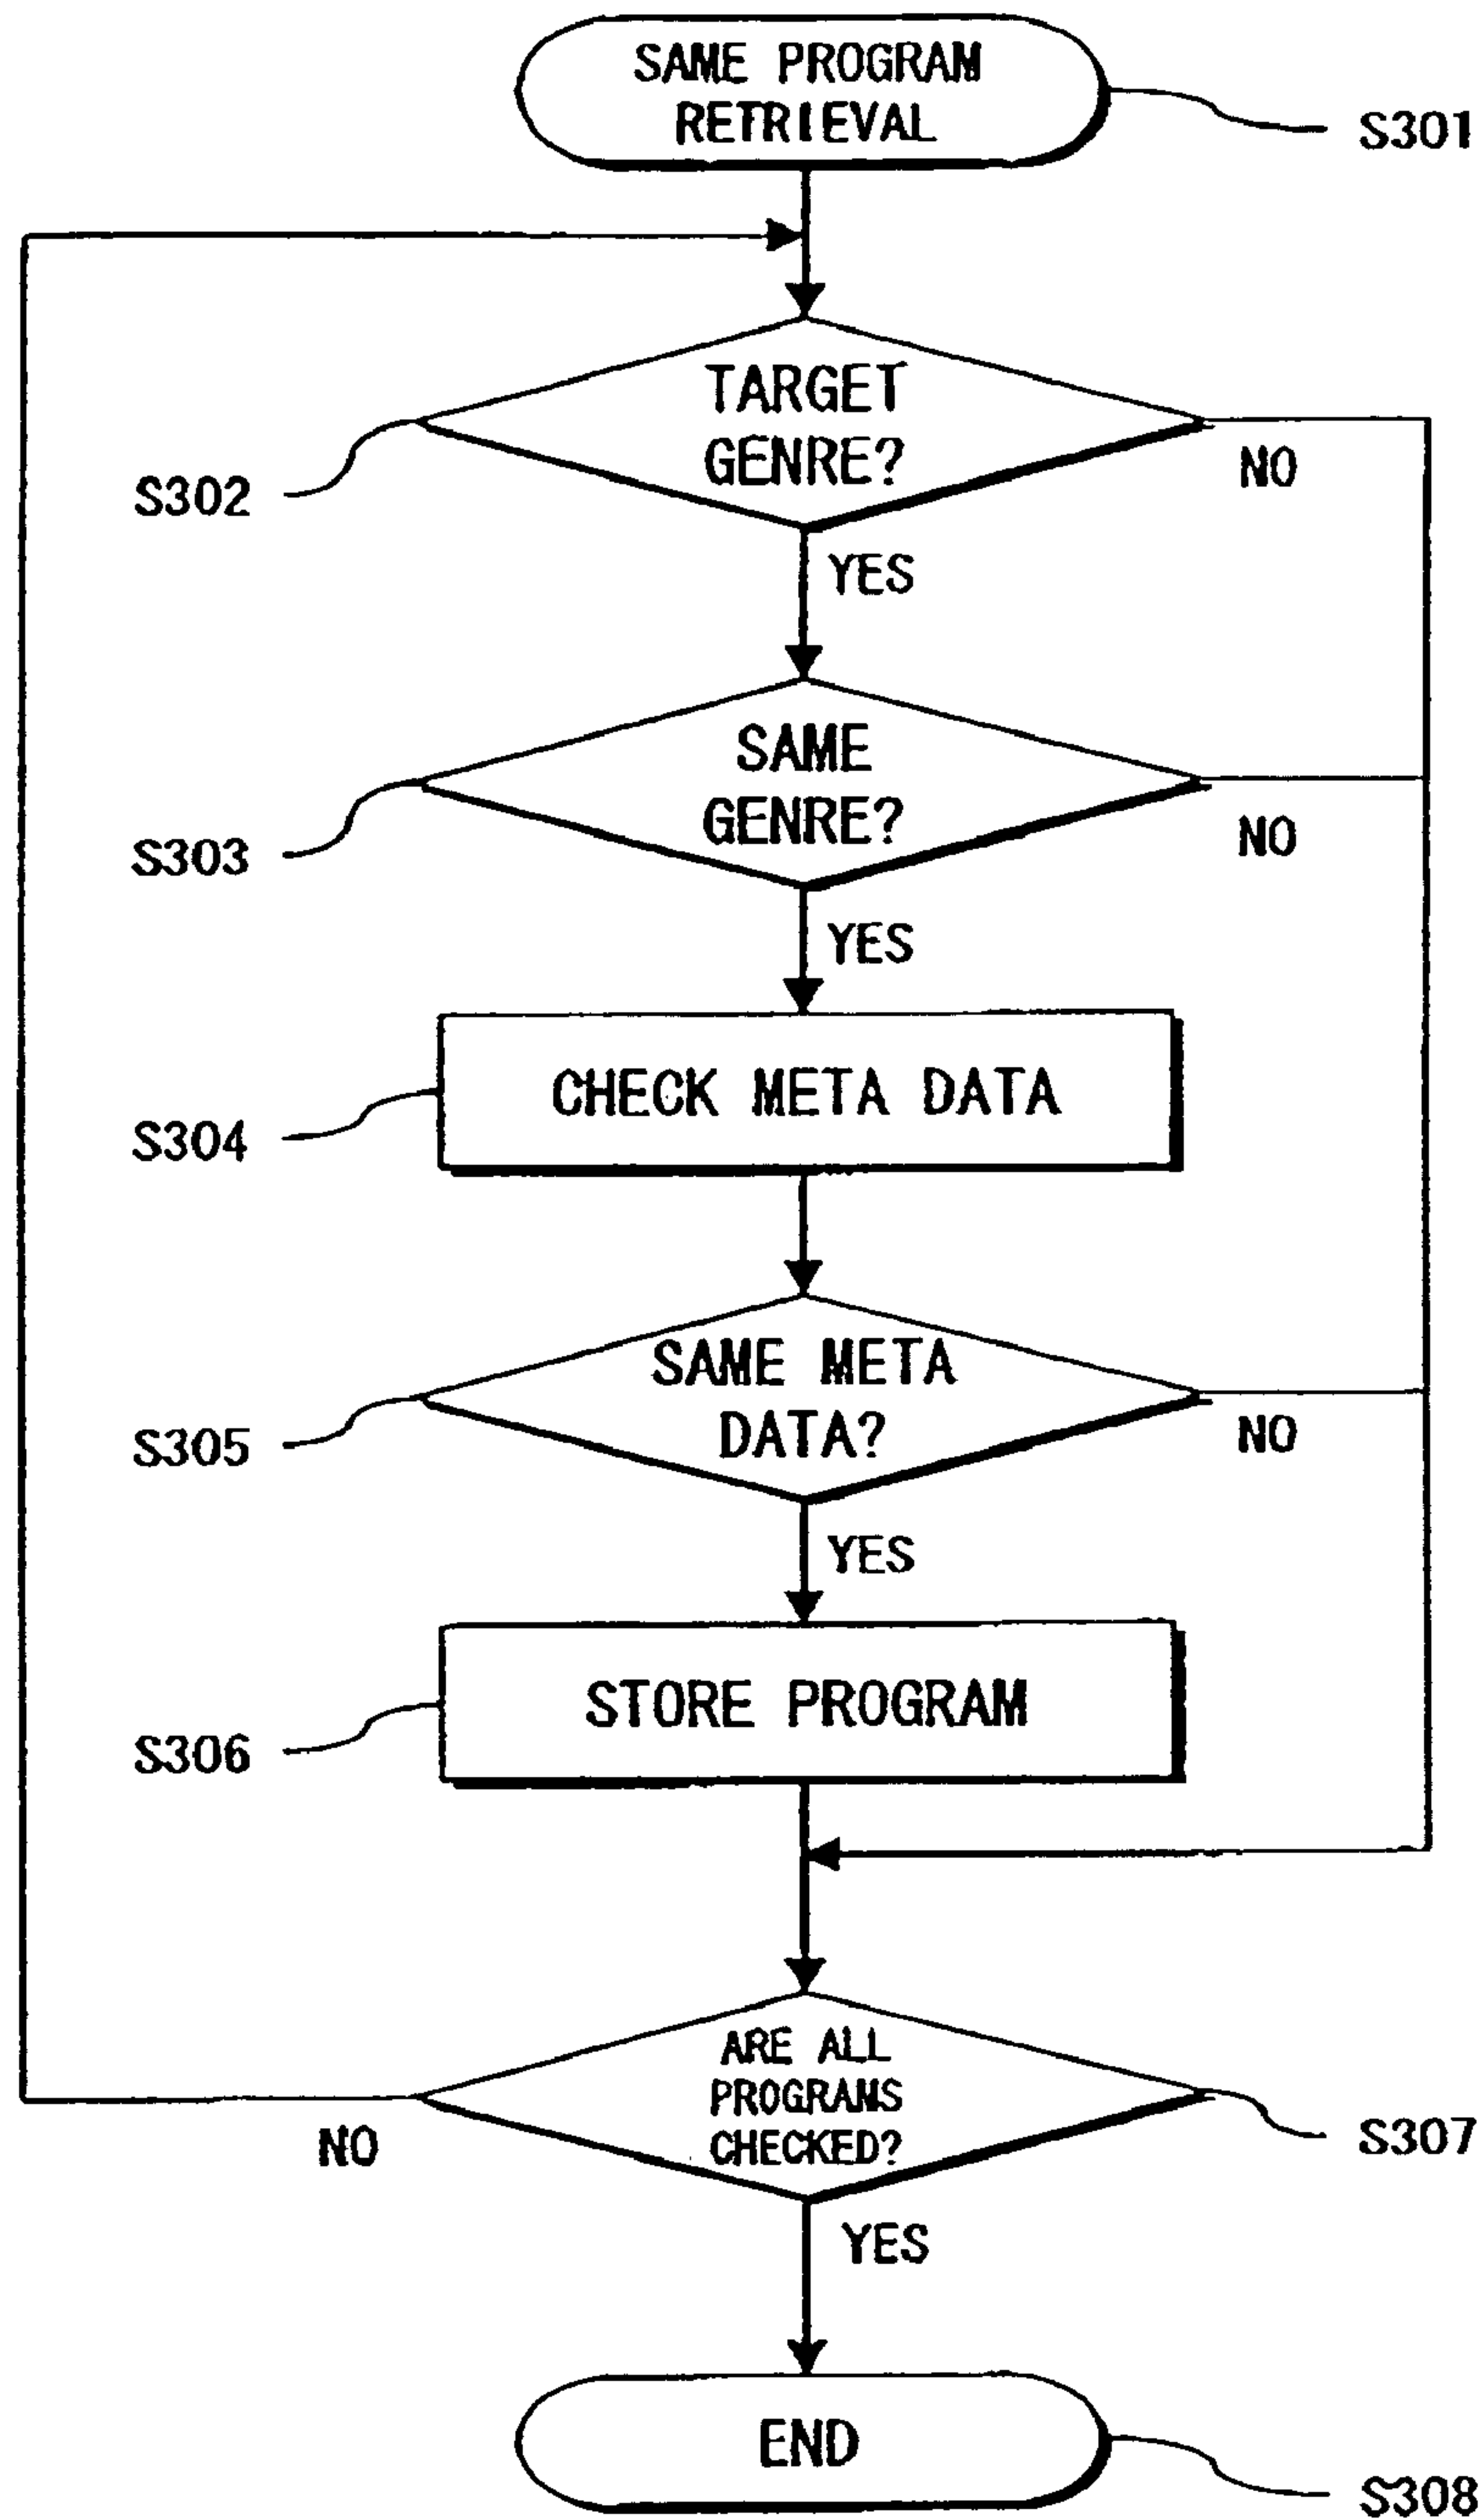 SAME PROGRAM
RETRIEVAL
S301
TARGET
GENRE?
S302
NO
YES
SAME
GENRE?
S303
NO
YES
CHECK META DATA
S304
SAME META
DATA?
S305
NO
YES
STORE PROGRAM
S306
ARE ALL
PROGRAMS
CHECKED?
S307
NO
YES
END
S308